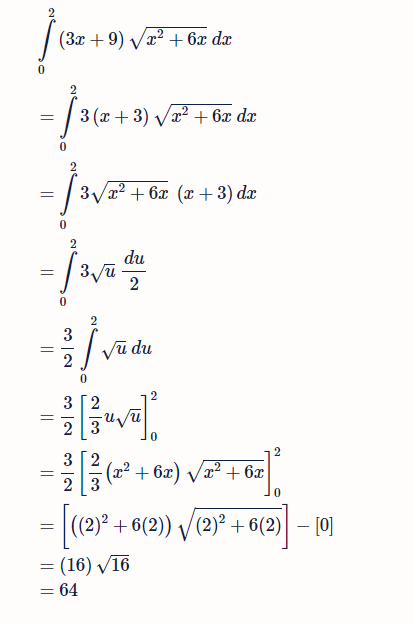 ∫₀² (3x + 9) √(x² + 6x) dx
= ∫₀² 3 (x + 3) √(x² + 6x) dx
= ∫₀² 3√(x² + 6x) (x + 3) dx
= ∫₀² 3√u du/2
= 3/2 ∫₀² √u du
= 3/2 [2/3 u√u]₀²
= 3/2 [2/3 (x² + 6x) √(x² + 6x)]₀²
= [((2)² + 6(2)) √((2)² + 6(2))] − [0]
= (16) √16
= 64